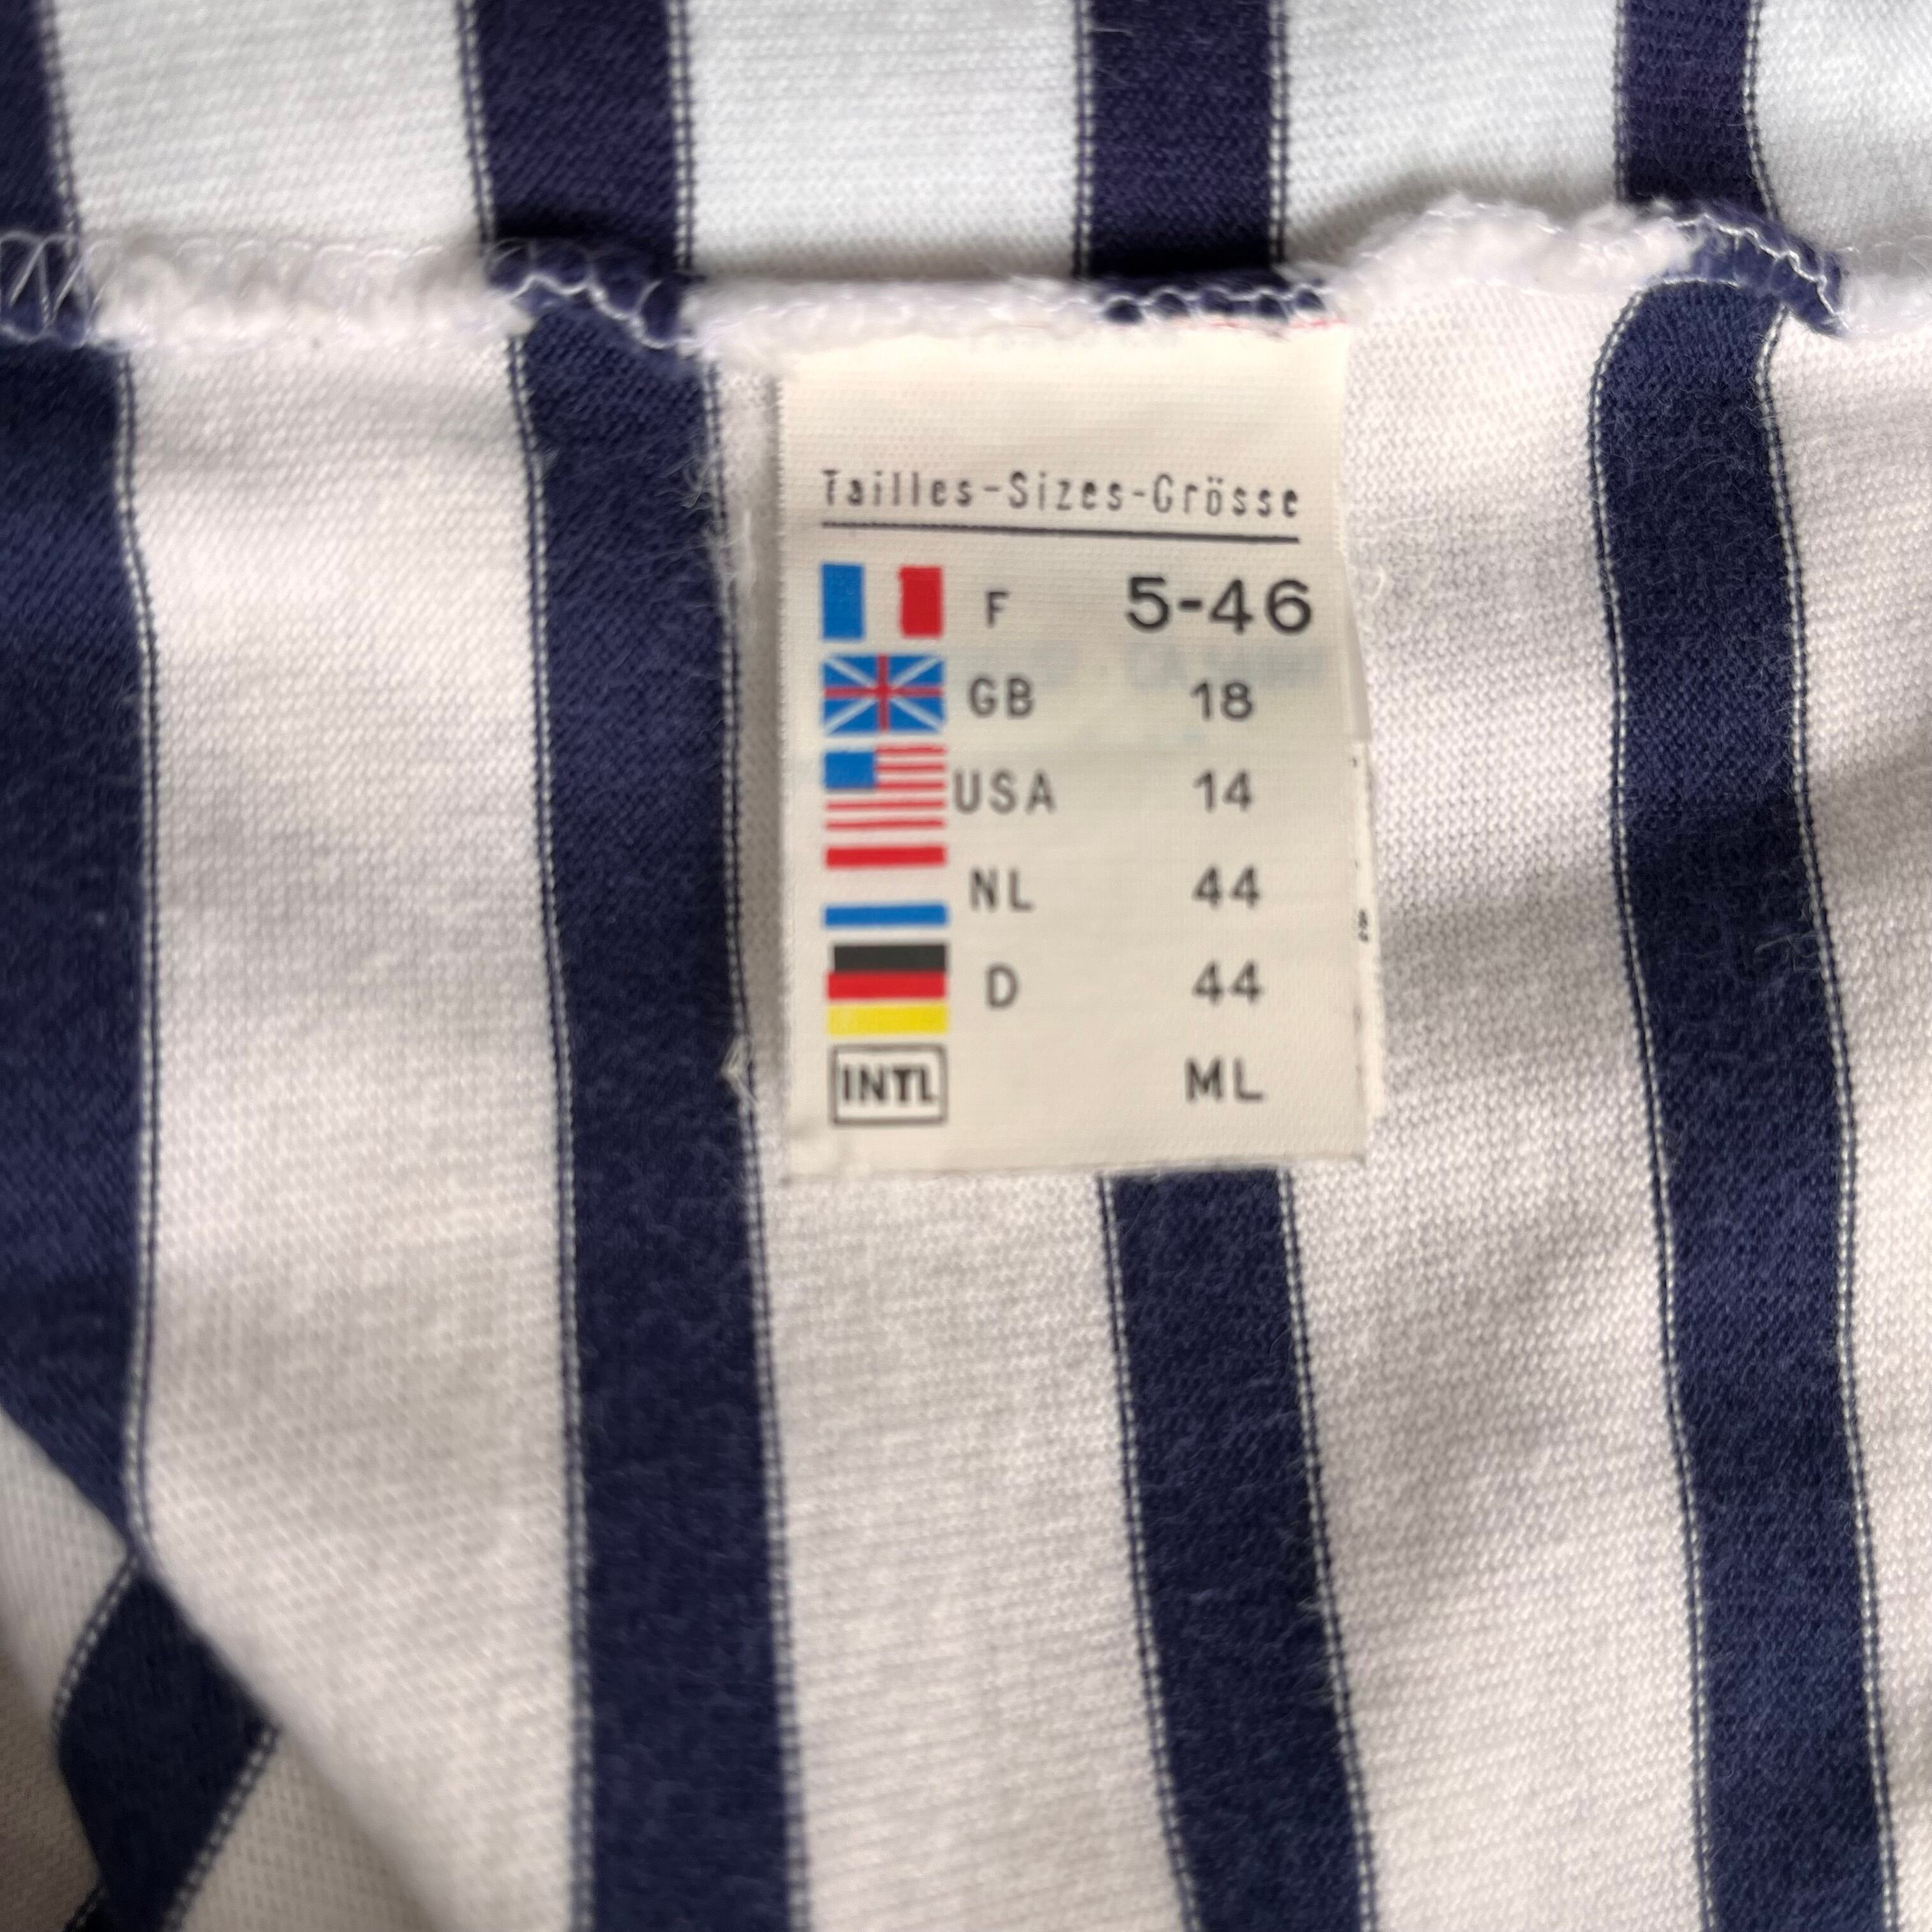 Tailles-Sizes-Grösse
F 5-46
GB 18
USA 14
NL 44
D 44
INTL ML